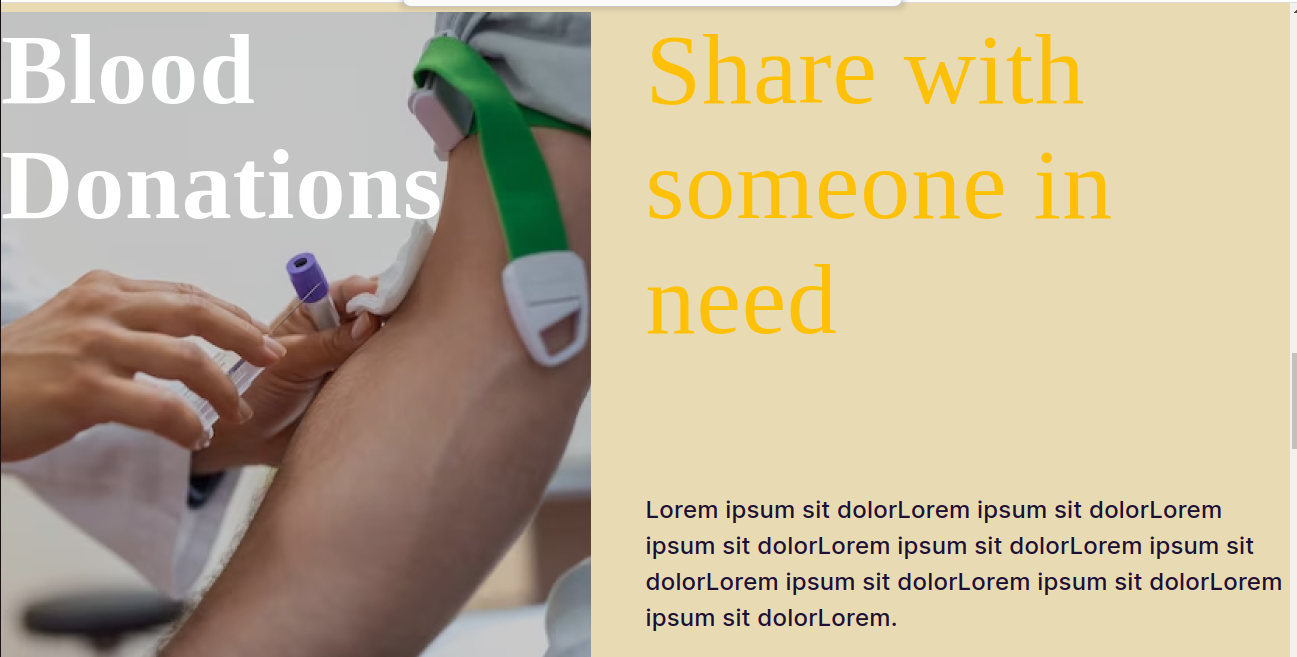 Blood
Donations
Share with
someone in
need
Lorem ipsum sit dolorLorem ipsum sit dolorLorem
ipsum sit dolorLorem ipsum sit dolorLorem ipsum sit
dolorLorem ipsum sit dolorLorem ipsum sit dolorLorem
ipsum sit dolorLorem.